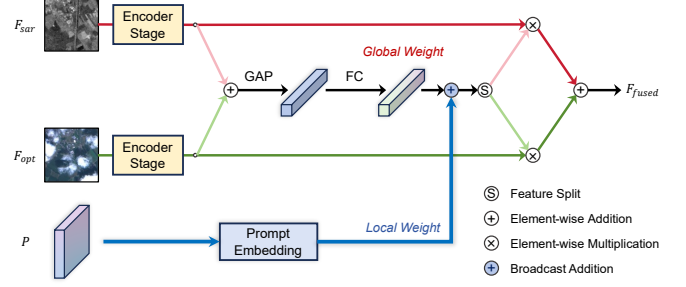 F_sar
Encoder
Stage
Global Weight
GAP
FC
S
F_fused
F_opt
Encoder
Stage
P
Prompt
Embedding
Local Weight
S Feature Split
+ Element-wise Addition
× Element-wise Multiplication
+ Broadcast Addition